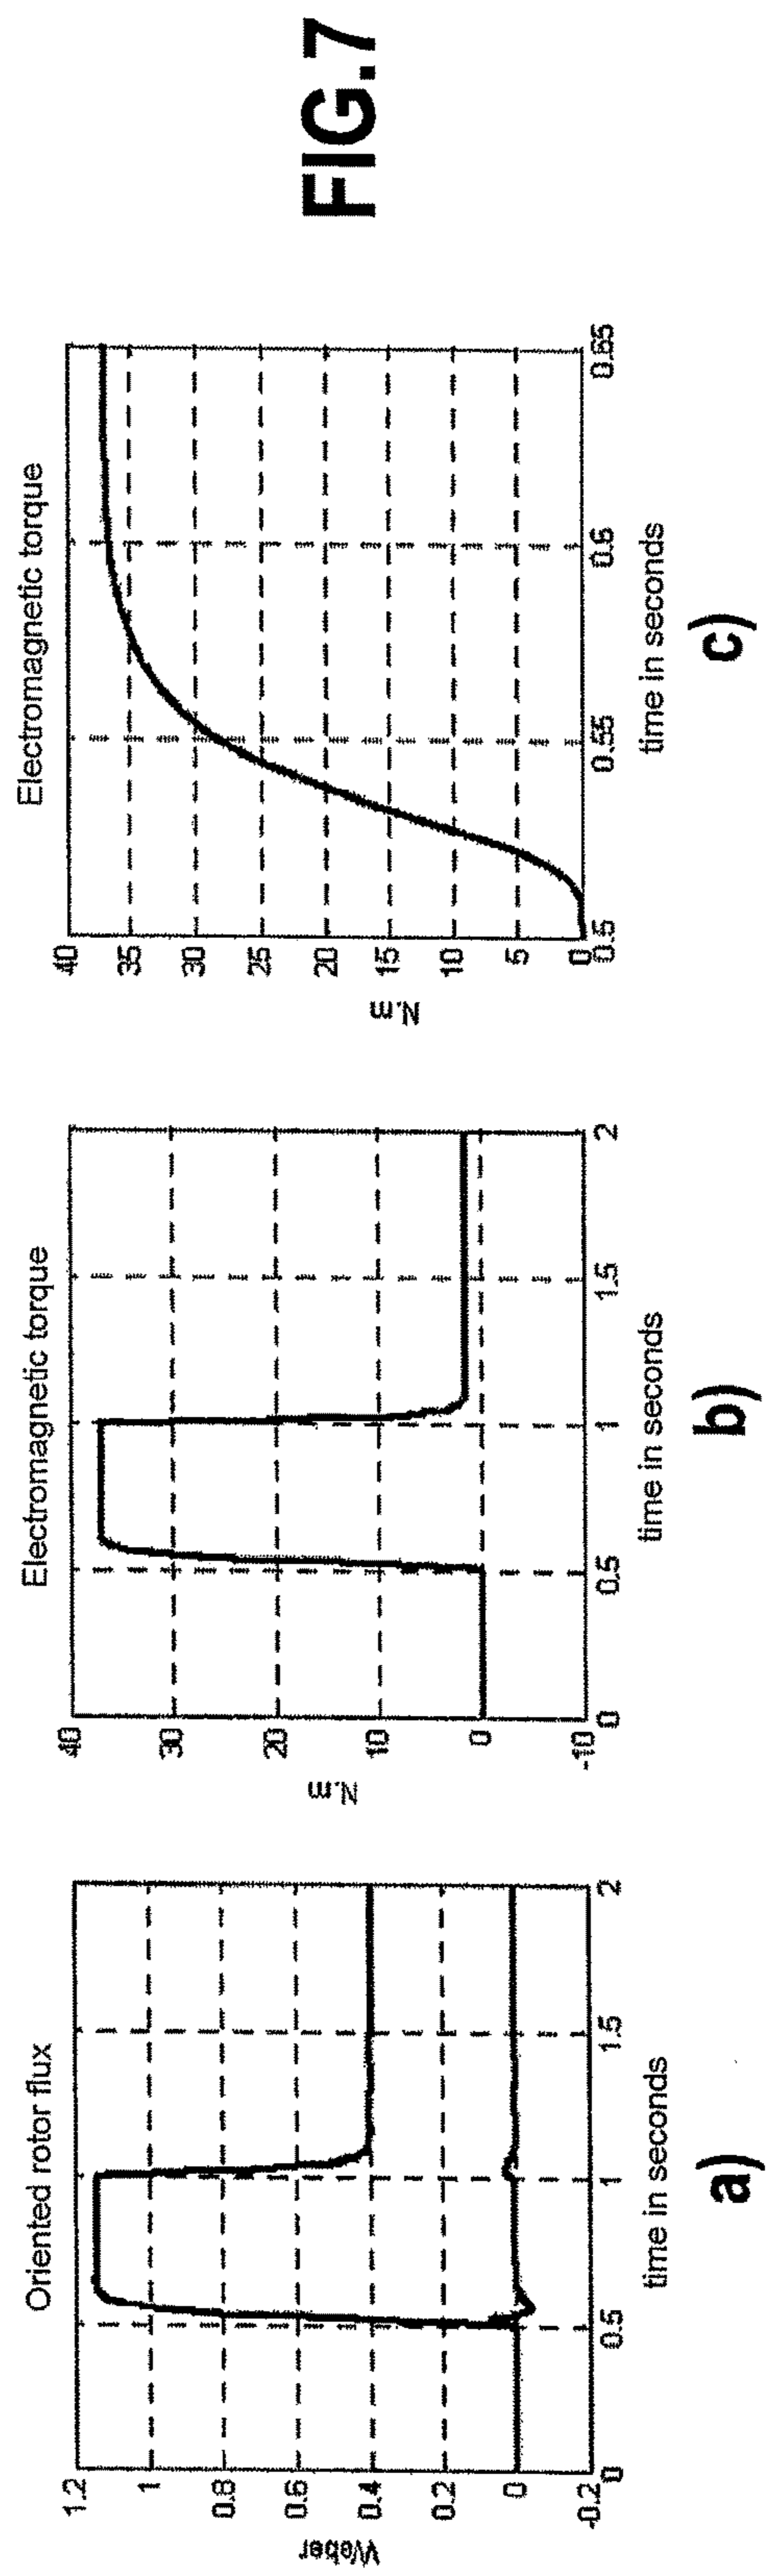 Oriented rotor flux
Weber
1.2
1
0.8
0.6
0.4
0.2
0
-0.2
0
0.5
1
1.5
2
time in seconds
a)
Electromagnetic torque
N.m
40
30
20
10
0
-10
0
0.5
1
1.5
2
time in seconds
b)
Electromagnetic torque
N.m
40
35
30
25
20
15
10
5
0
0.5
0.55
0.6
0.65
time in seconds
c)
FIG.7